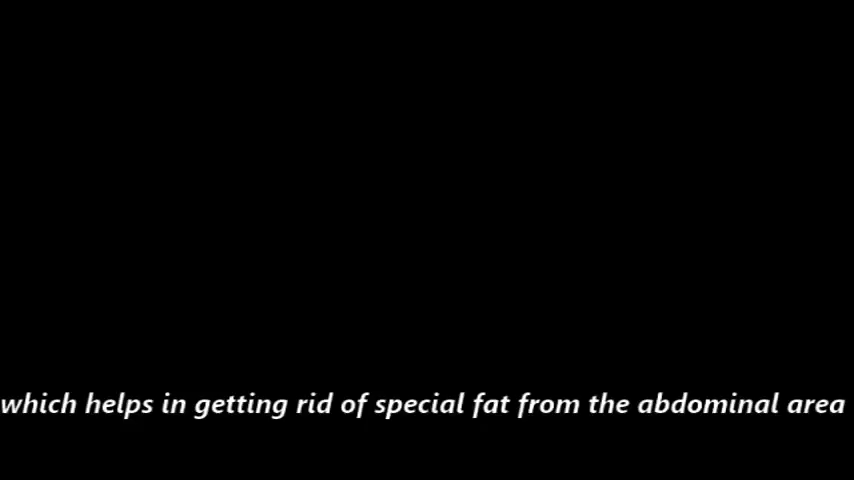 which helps in getting rid of special fat from the abdominal area